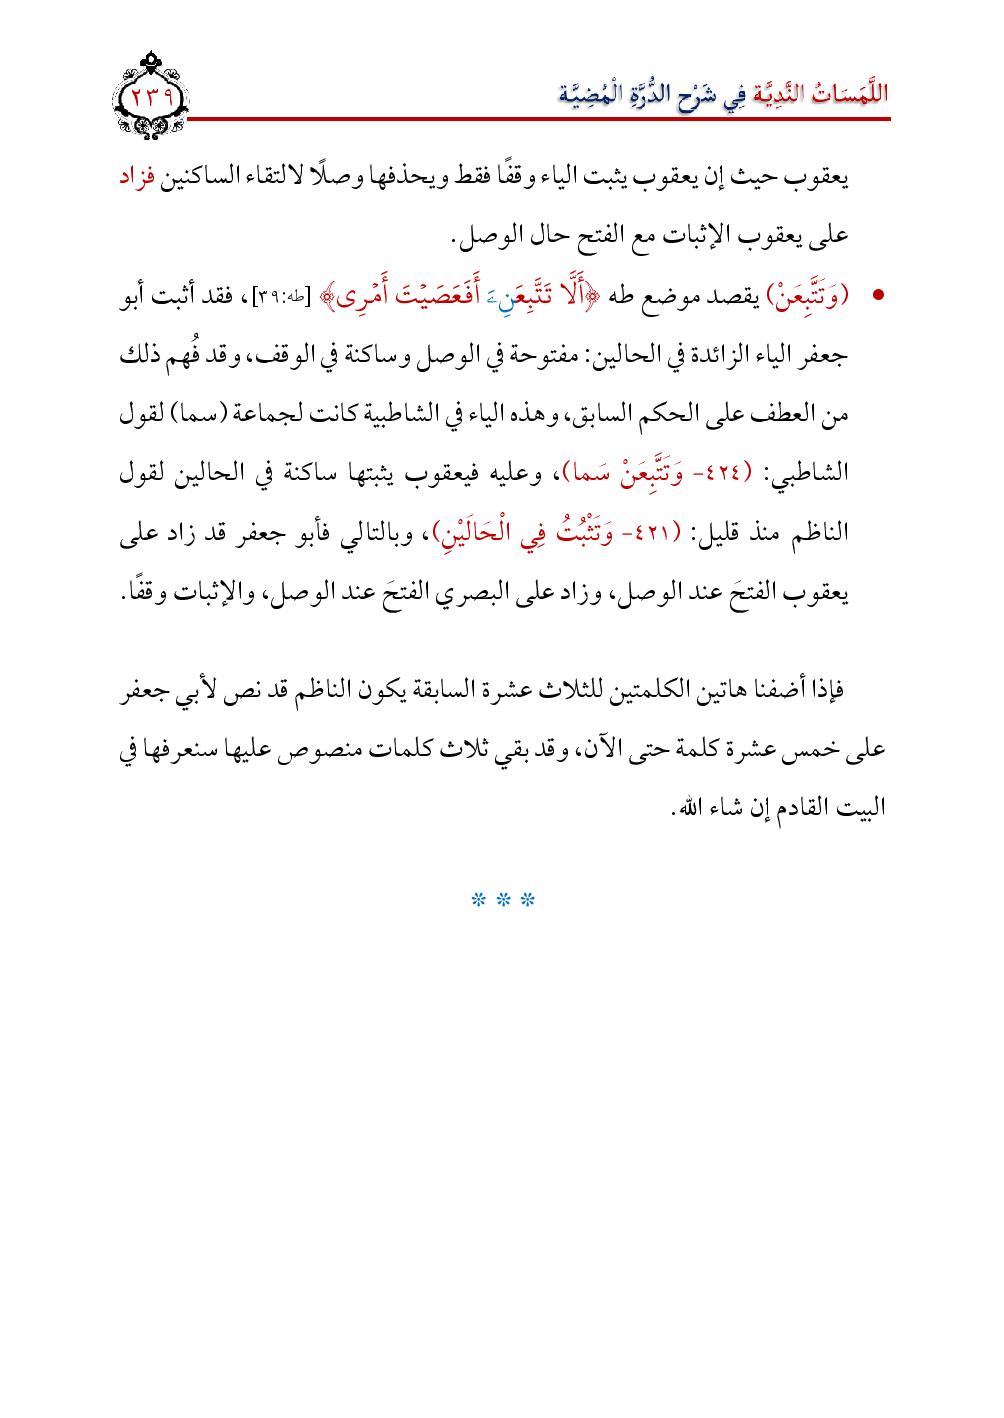 اللَّمَسَاتُ النَّدِيَّة فِي شَرْحِ الدُّرَّةِ الْمُضِيَّة
٢٣٩
يعقوب حيث إن يعقوب يثبت الياء وقفًا فقط ويحذفها وصلًا لالتقاء الساكنين فزاد
على يعقوب الإثبات مع الفتح حال الوصل.
• (وَتَتَّبِعَنْ) يقصد موضع طه ﴿أَلَّا تَتَّبِعَنِۦَ أَفَعَصَيۡتَ أَمۡرِى﴾ [طه:٣٩]، فقد أثبت أبو
جعفر الياء الزائدة في الحالين: مفتوحة في الوصل وساكنة في الوقف، وقد فُهم ذلك
من العطف على الحكم السابق، وهذه الياء في الشاطبية كانت لجماعة (سما) لقول
الشاطبي: (٤٢٤- وَتَتَّبِعَنْ سَما)، وعليه فيعقوب يثبتها ساكنة في الحالين لقول
الناظم منذ قليل: (٤٢١- وَتَثْبُتُ فِي الْحَالَيْنِ)، وبالتالي فأبو جعفر قد زاد على
يعقوب الفتحَ عند الوصل، وزاد على البصري الفتحَ عند الوصل، والإثبات وقفًا.
فإذا أضفنا هاتين الكلمتين للثلاث عشرة السابقة يكون الناظم قد نص لأبي جعفر
على خمس عشرة كلمة حتى الآن، وقد بقي ثلاث كلمات منصوص عليها سنعرفها في
البيت القادم إن شاء الله.
* * *